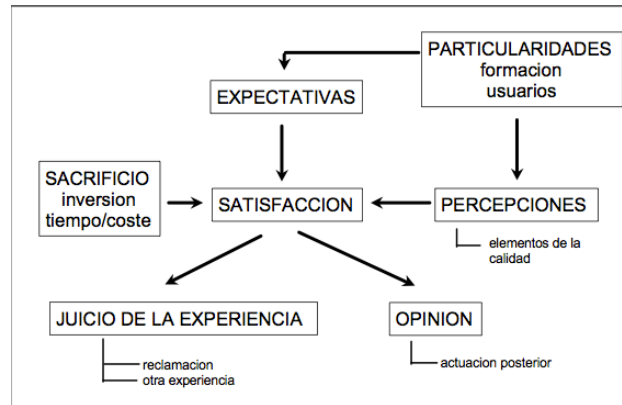 PARTICULARIDADES
formacion
usuarios
EXPECTATIVAS
SACRIFICIO
inversion
tiempo/coste
SATISFACCION
PERCEPCIONES
elementos de la
calidad
JUICIO DE LA EXPERIENCIA
reclamacion
otra experiencia
OPINION
actuacion posterior